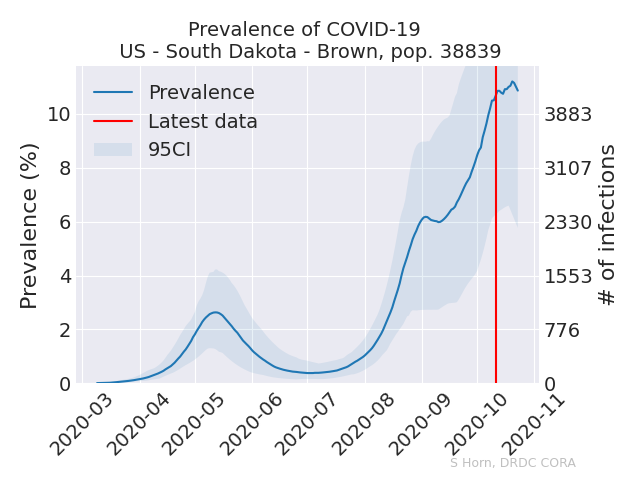 Prevalence of COVID-19
US - South Dakota - Brown, pop. 38839
Prevalence
Latest data
95CI
Prevalence (%)
10
8
6
4
2
0
# of infections
3883
3107
2330
1553
776
0
2020-03
2020-04
2020-05
2020-06
2020-07
2020-08
2020-09
2020-10
2020-11
S Horn, DRDC CORA